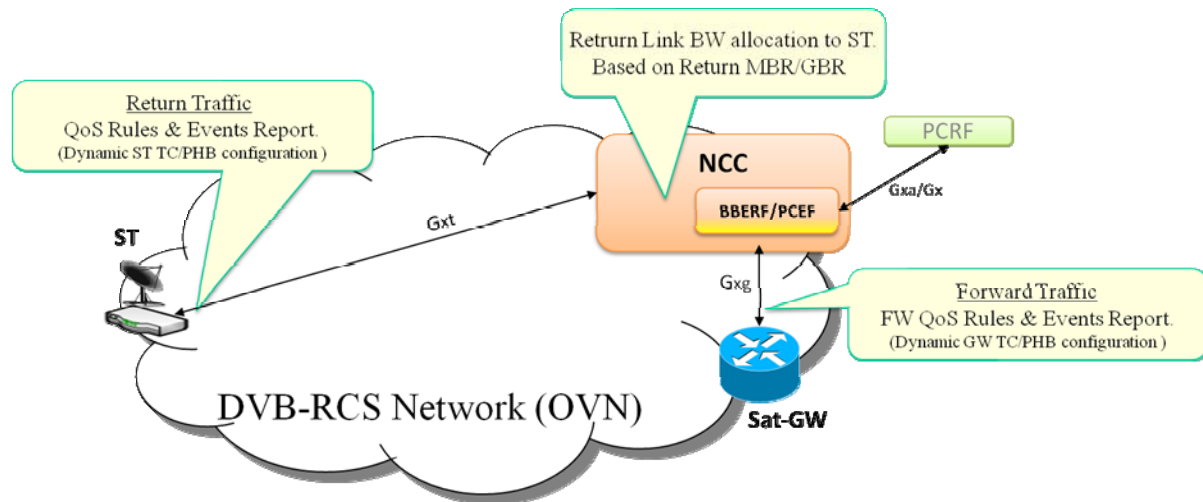 Retrurn Link BW allocation to ST.
Based on Return MBR/GBR
Return Traffic
QoS Rules & Events Report.
(Dynamic ST TC/PHB configuration )
PCRF
NCC
BBERF/PCEF
Gxa/Gx
Gxt
ST
Gxg
Forward Traffic
FW QoS Rules & Events Report.
(Dynamic GW TC/PHB configuration )
DVB-RCS Network (OVN)
Sat-GW